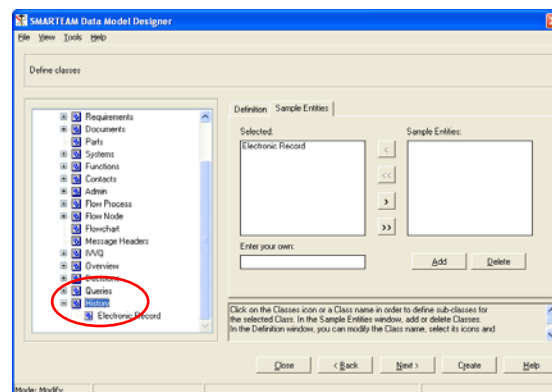 SMARTEAM Data Model Designer
File View Tools Help
Define classes
Requirements
Documents
Parts
Systems
Functions
Contacts
Admin
Flow Process
Flow Node
Flowchart
Message Headers
IVVQ
Overview
Decisions
Queries
History
Electronic Record
Definition Sample Entities
Selected: Sample Entities:
Electronic Record
<
<<
>
>>
Enter your own:
Add Delete
Click on the Classes icon or a Class name in order to define sub-classes for
the selected Class. In the Sample Entities window, add or delete Classes.
In the Definition window, you can modify the Class name, select its icons and
Close < Back Next > Create Help
Mode: Modify